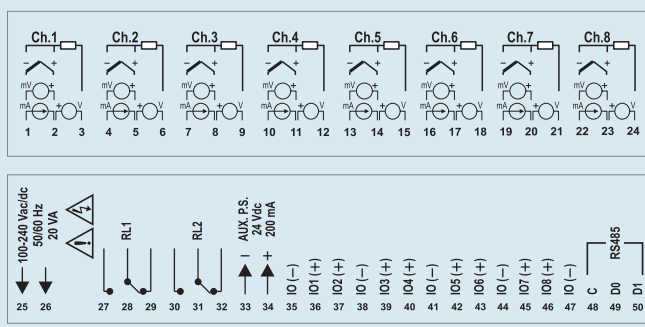 Ch.1 Ch.2 Ch.3 Ch.4 Ch.5 Ch.6 Ch.7 Ch.8
− + − + − + − + − + − + − + − +
mV + mV + mV + mV + mV + mV + mV + mV +
mA + V mA + V mA + V mA + V mA + V mA + V mA + V mA + V
1 2 3 4 5 6 7 8 9 10 11 12 13 14 15 16 17 18 19 20 21 22 23 24
100-240 Vac/dc
50/60 Hz
20 VA
RL1
RL2
AUX. P.S.
24 Vdc
200 mA
− +
IO (−)
IO1 (+)
IO2 (+)
IO (−)
IO3 (+)
IO4 (+)
IO (−)
IO5 (+)
IO6 (+)
IO (−)
IO7 (+)
IO8 (+)
IO (−)
RS485
C
D0
D1
25 26 27 28 29 30 31 32 33 34 35 36 37 38 39 40 41 42 43 44 45 46 47 48 49 50